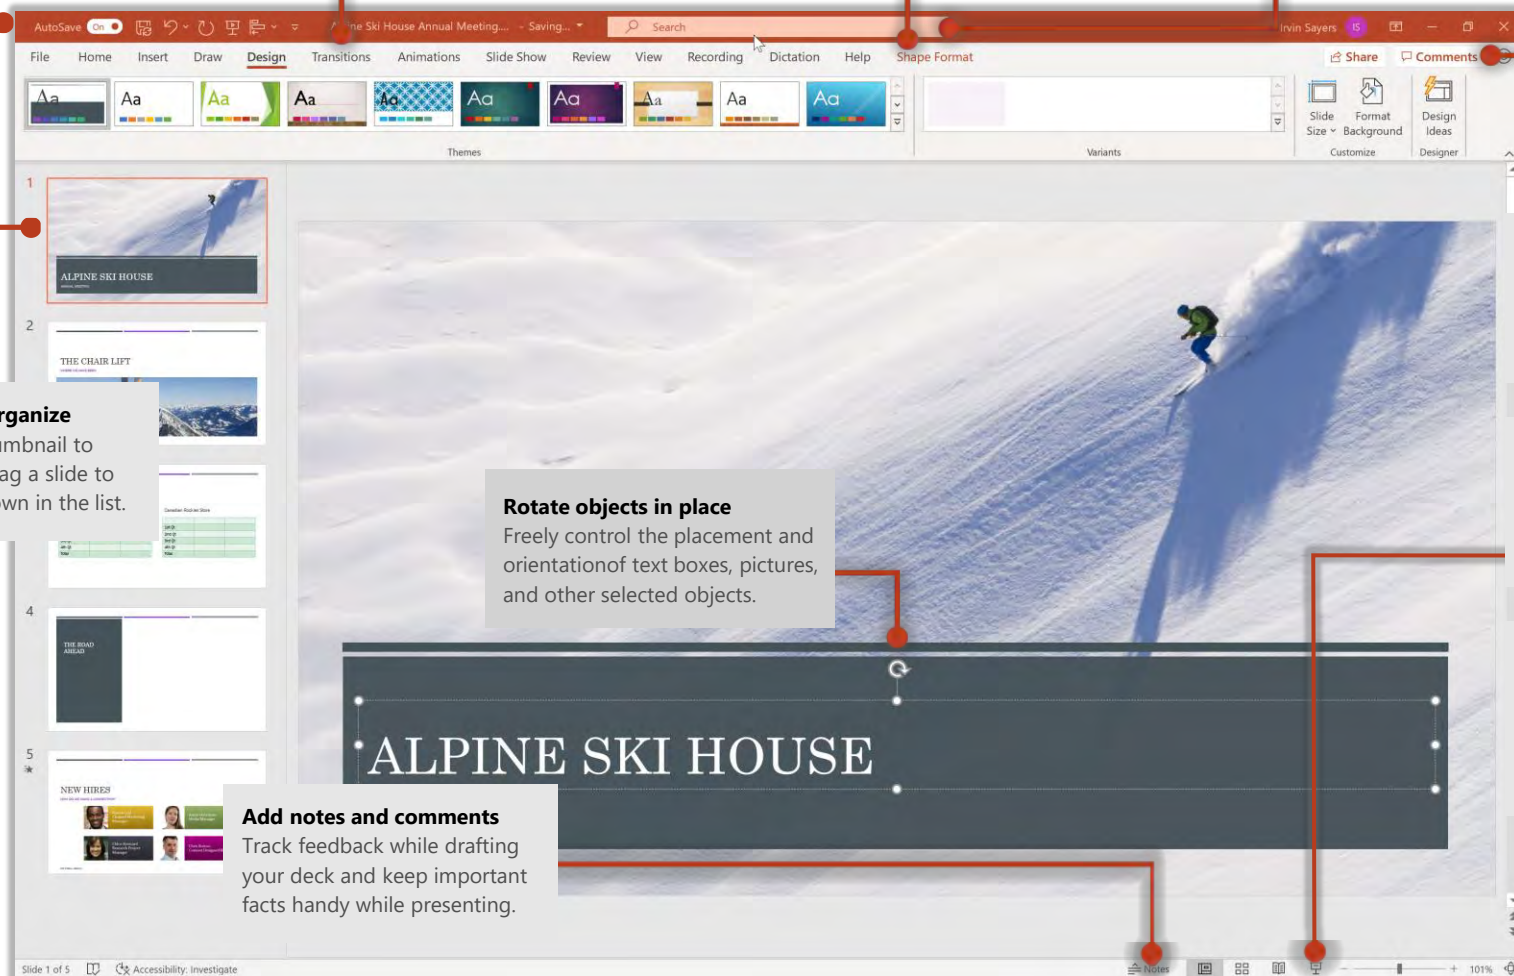 AutoSave On
ne Ski House Annual Meeting.... - Saving...
Search
Irvin Sayers IS
File Home Insert Draw Design Transitions Animations Slide Show Review View Recording Dictation Help Shape Format
Share Comments
Aa Aa Aa Aa Aa Aa Aa Aa Aa Aa
Slide Size
Format Background
Design Ideas
Themes Variants Customize Designer
1
ALPINE SKI HOUSE
2
THE CHAIR LIFT
rganize
umbnail to
ag a slide to
own in the list.
4
THE ROAD
AHEAD
5
NEW HIRES
Rotate objects in place
Freely control the placement and
orientationof text boxes, pictures,
and other selected objects.
ALPINE SKI HOUSE
Add notes and comments
Track feedback while drafting
your deck and keep important
facts handy while presenting.
Slide 1 of 5 Accessibility: Investigate Notes 101%